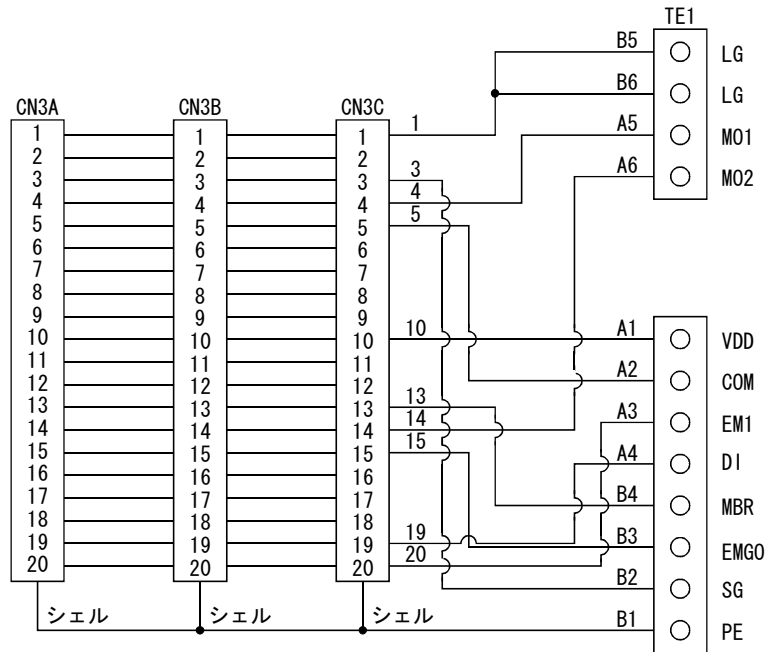 TE1
B5 LG
B6 LG
A5 MO1
A6 MO2
CN3A CN3B CN3C
1 1 1 1
2 2 2
3 3 3 3
4 4 4 4
5 5 5 5
6 6 6
7 7 7
8 8 8
9 9 9
10 10 10 10 A1 VDD
11 11 11
12 12 12 A2 COM
13 13 13 13
14 14 14 14 A3 EM1
15 15 15 15
16 16 16 A4 DI
17 17 17
18 18 18 B4 MBR
19 19 19 19
20 20 20 20 B3 EMGO
B2 SG
シェル シェル シェル B1 PE